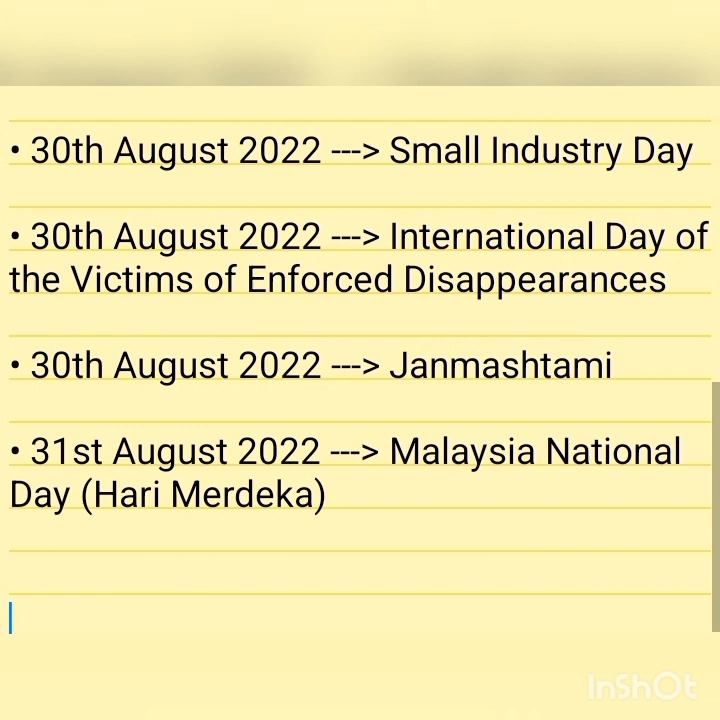 • 30th August 2022 ---> Small Industry Day
• 30th August 2022 ---> International Day of
the Victims of Enforced Disappearances
• 30th August 2022 ---> Janmashtami
• 31st August 2022 ---> Malaysia National
Day (Hari Merdeka)
InShOt